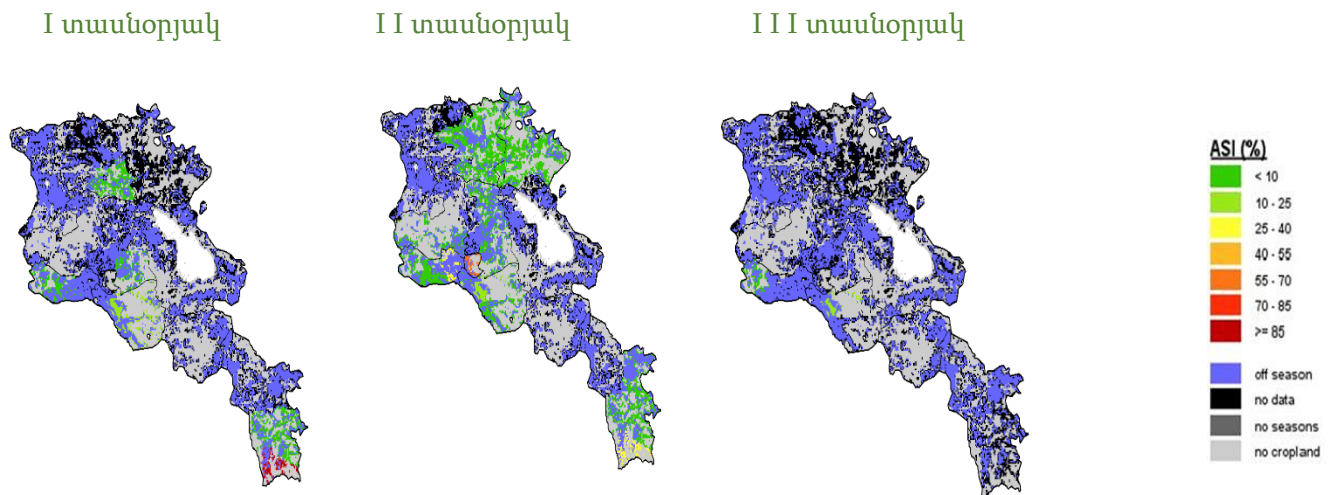 I տասնօրյակ
I I տասնօրյակ
I I I տասնօրյակ
ASI (%)
< 10
10 - 25
25 - 40
40 - 55
55 - 70
70 - 85
>= 85
off season
no data
no seasons
no cropland